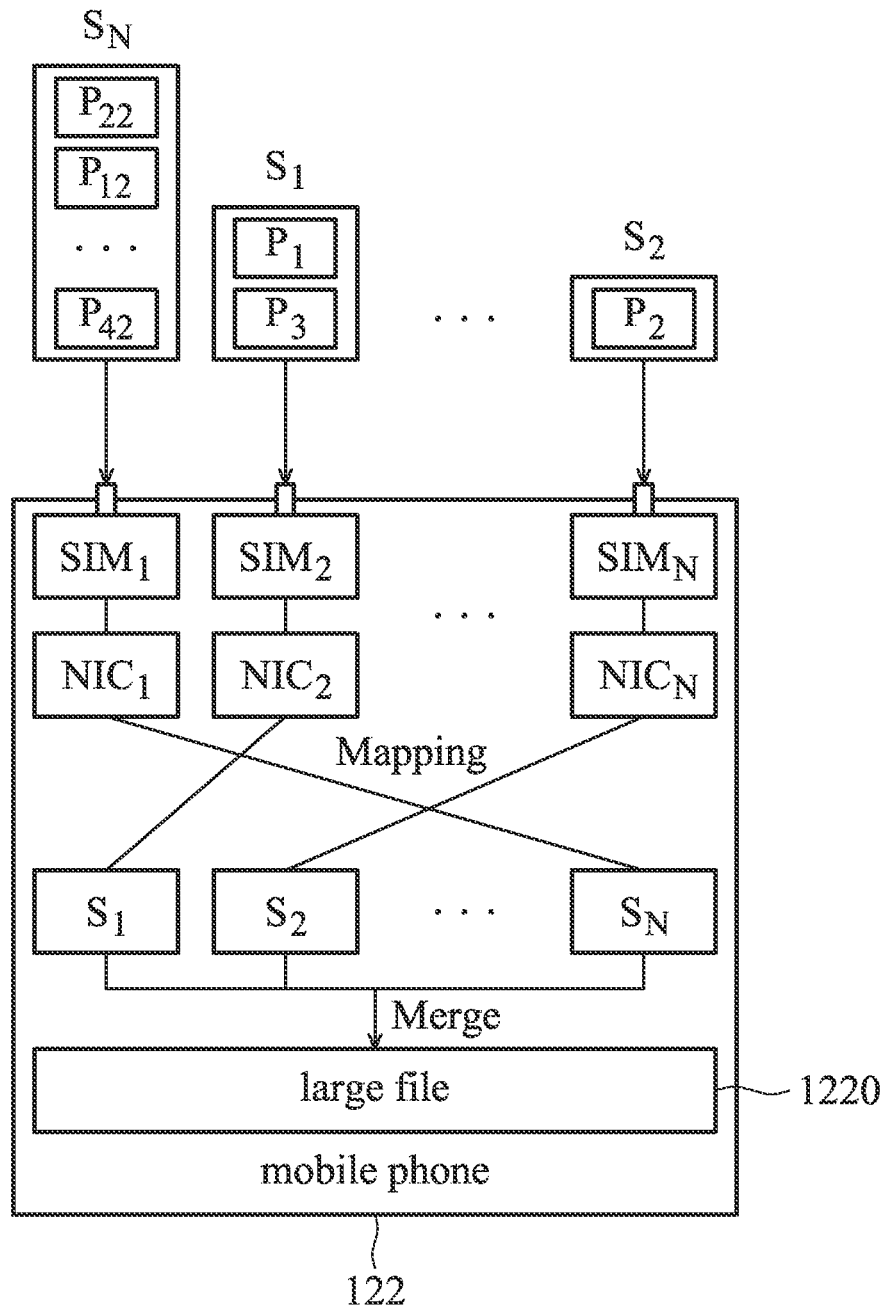 S_N
P_22
P_12
. . .
P_42
S_1
P_1
P_3
. . .
S_2
P_2
SIM_1 SIM_2 SIM_N
. . .
NIC_1 NIC_2 NIC_N
Mapping
S_1 S_2 . . . S_N
Merge
large file
1220
mobile phone
122